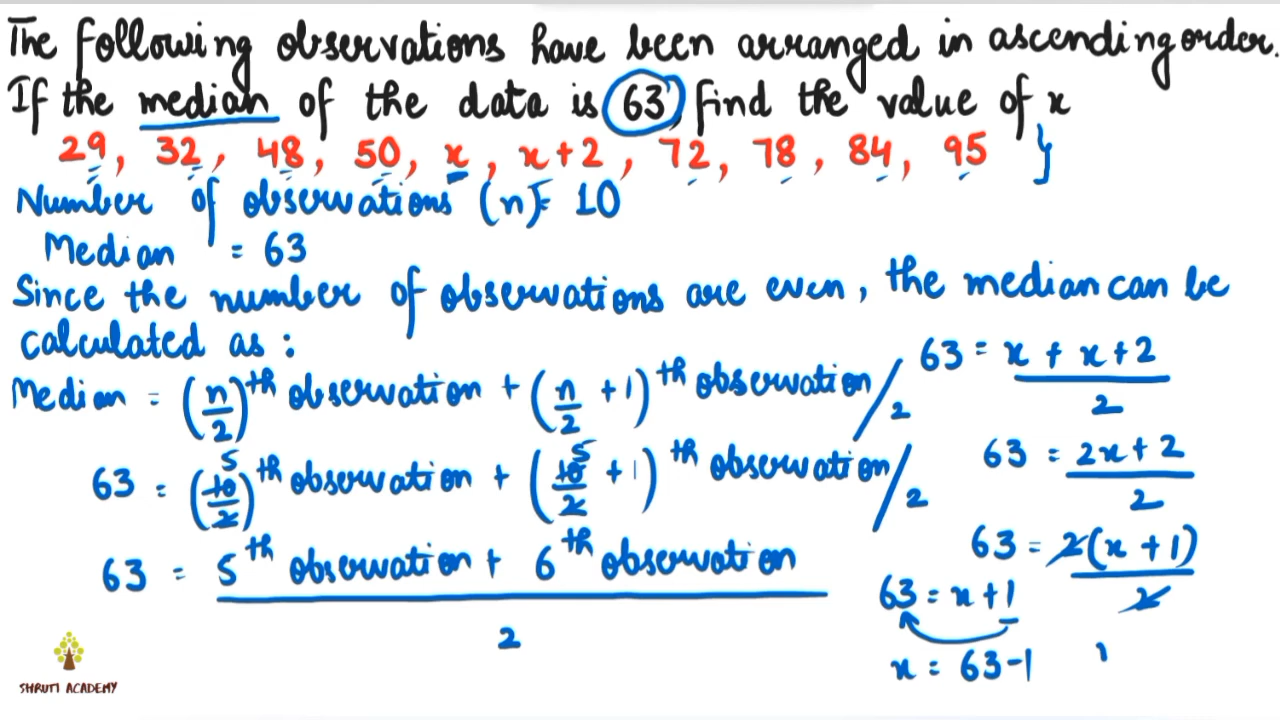 The following observations have been arranged in ascending order.
If the median of the data is 63, find the value of x
29, 32, 48, 50, x, x+2, 72, 78, 84, 95 }
Number of observations (n) = 10
Median = 63
Since the number of observations are even, the median can be
calculated as :
Median = (n/2)th observation + (n/2 + 1)th observation / 2
63 = (10/2)th 5 observation + (10/2 5 + 1)th observation / 2
63 = 5th observation + 6th observation / 2
63 = x + x+2 / 2
63 = 2x + 2 / 2
63 = 2(x + 1) / 2
63 = x + 1
x = 63-1
SHRUTI ACADEMY